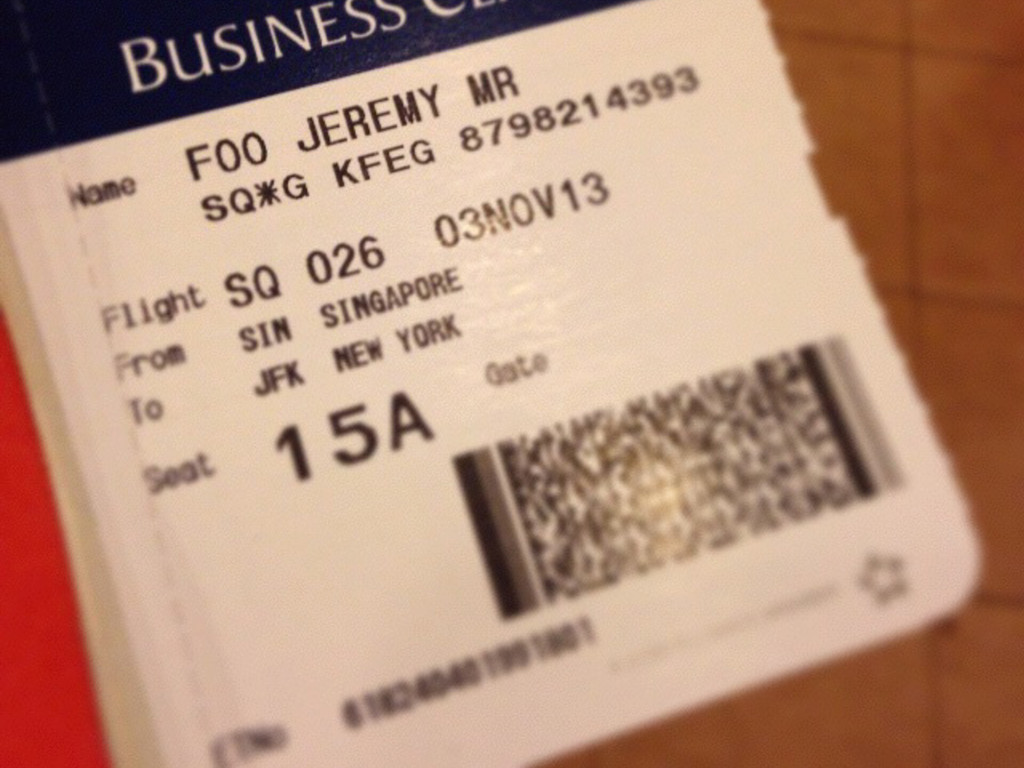 BUSINESS
Name FOO JEREMY MR
SQ*G KFEG 8798214393
Flight SQ 026 03NOV13
From SIN SINGAPORE
To JFK NEW YORK
Gate
Seat 15A
ETNo